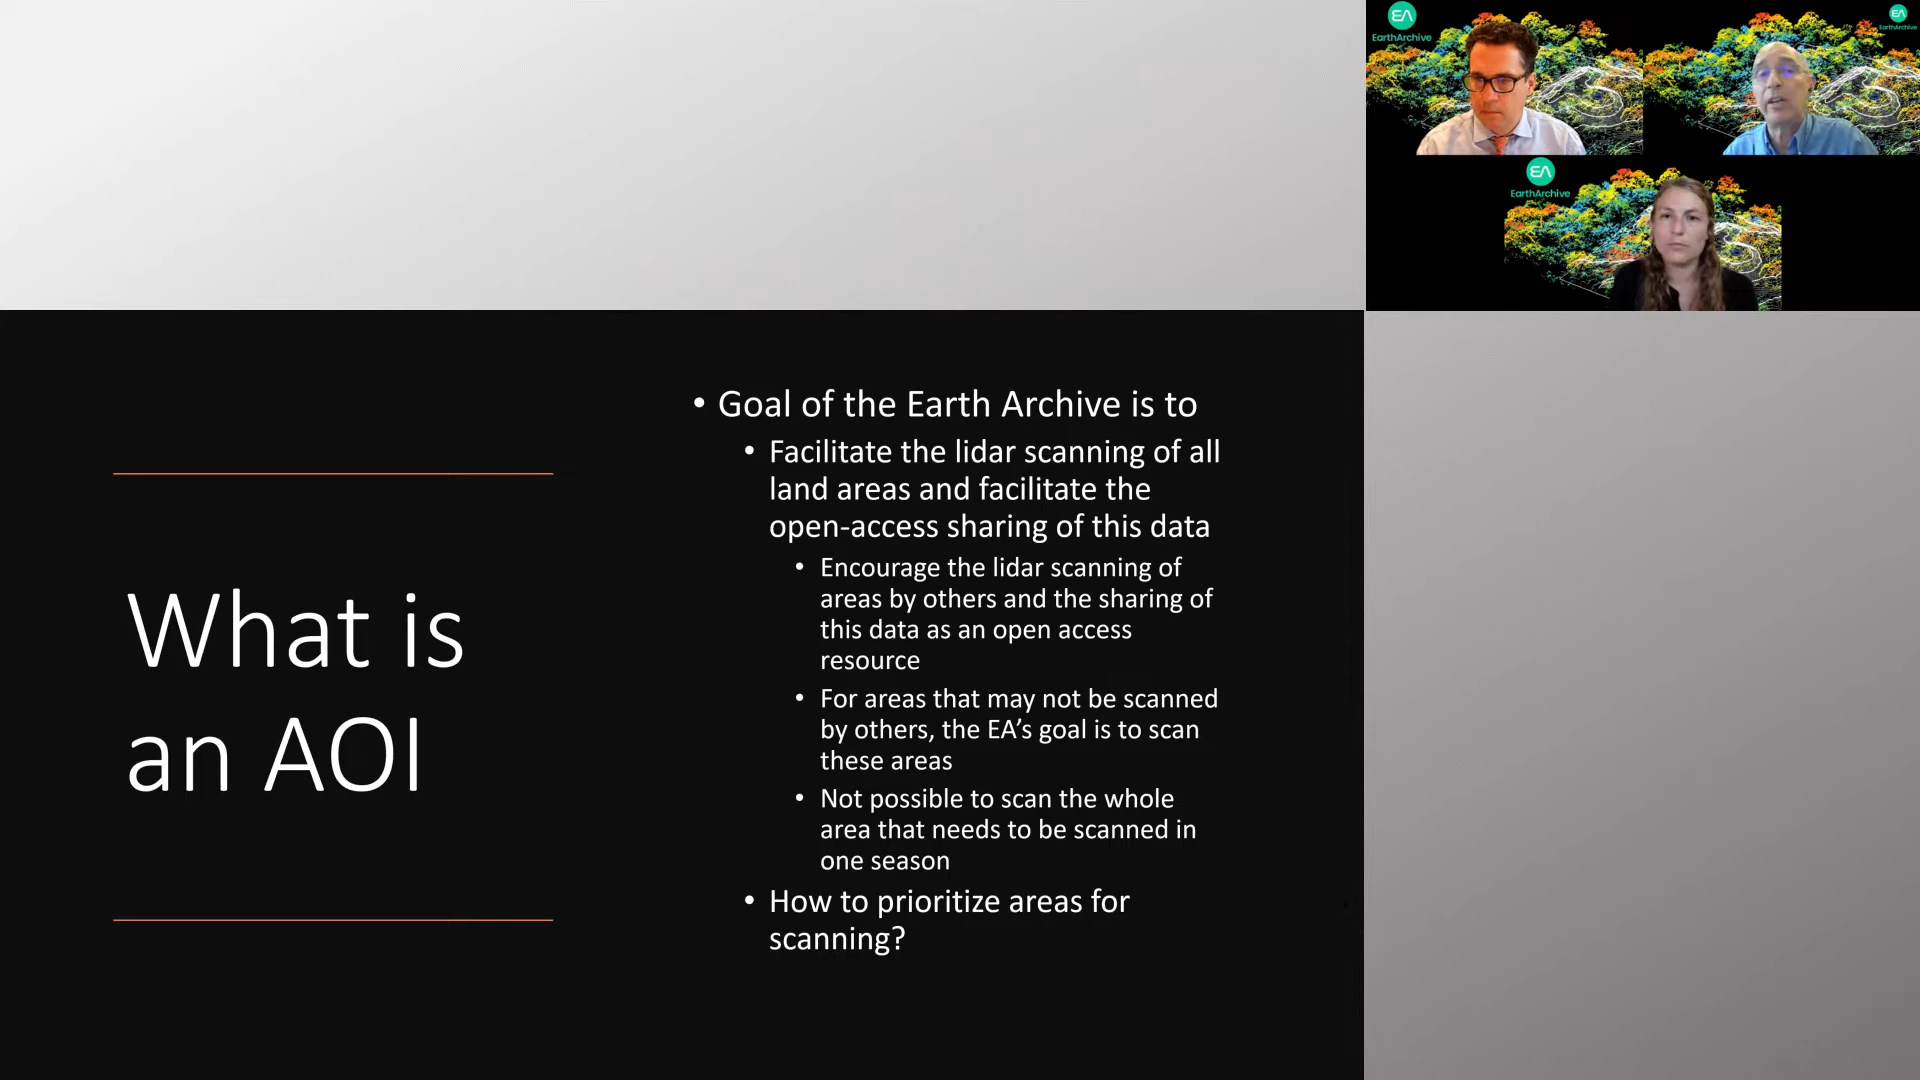 EA
EarthArchive
EA
EarthArchive
EA
EarthArchive
What is
an AOI
• Goal of the Earth Archive is to
• Facilitate the lidar scanning of all
land areas and facilitate the
open-access sharing of this data
• Encourage the lidar scanning of
areas by others and the sharing of
this data as an open access
resource
• For areas that may not be scanned
by others, the EA’s goal is to scan
these areas
• Not possible to scan the whole
area that needs to be scanned in
one season
• How to prioritize areas for
scanning?